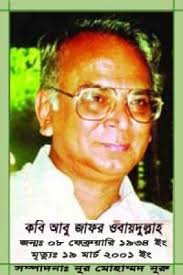 কবি আবু জাফর ওবায়দুল্লাহ
জন্মঃ ০৮ ফেব্রুয়ারি ১৯৩৪ ইং
মৃত্যুঃ ১৯ মার্চ ২০০১ ইং
সম্পাদনাঃ নূর মোহাম্মদ নূরু